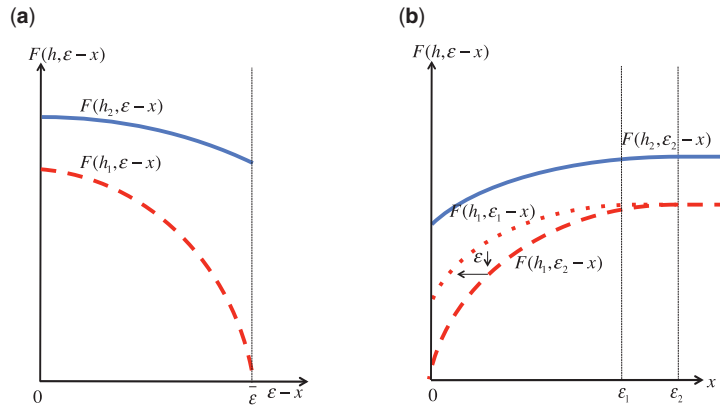 (a)
F(h, ε – x)
F(h₂, ε – x)
F(h₁, ε – x)
0
ε̄
ε – x
(b)
F(h, ε – x)
F(h₂, ε₂ – x)
F(h₁, ε₁ – x)
ε↓
F(h₁, ε₂ – x)
0
ε₁
ε₂
x